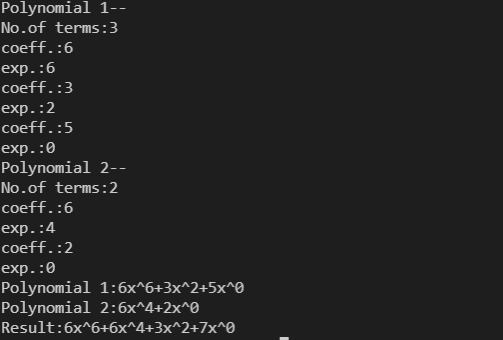 Polynomial 1--
No.of terms:3
coeff.:6
exp.:6
coeff.:3
exp.:2
coeff.:5
exp.:0
Polynomial 2--
No.of terms:2
coeff.:6
exp.:4
coeff.:2
exp.:0
Polynomial 1:6x^6+3x^2+5x^0
Polynomial 2:6x^4+2x^0
Result:6x^6+6x^4+3x^2+7x^0